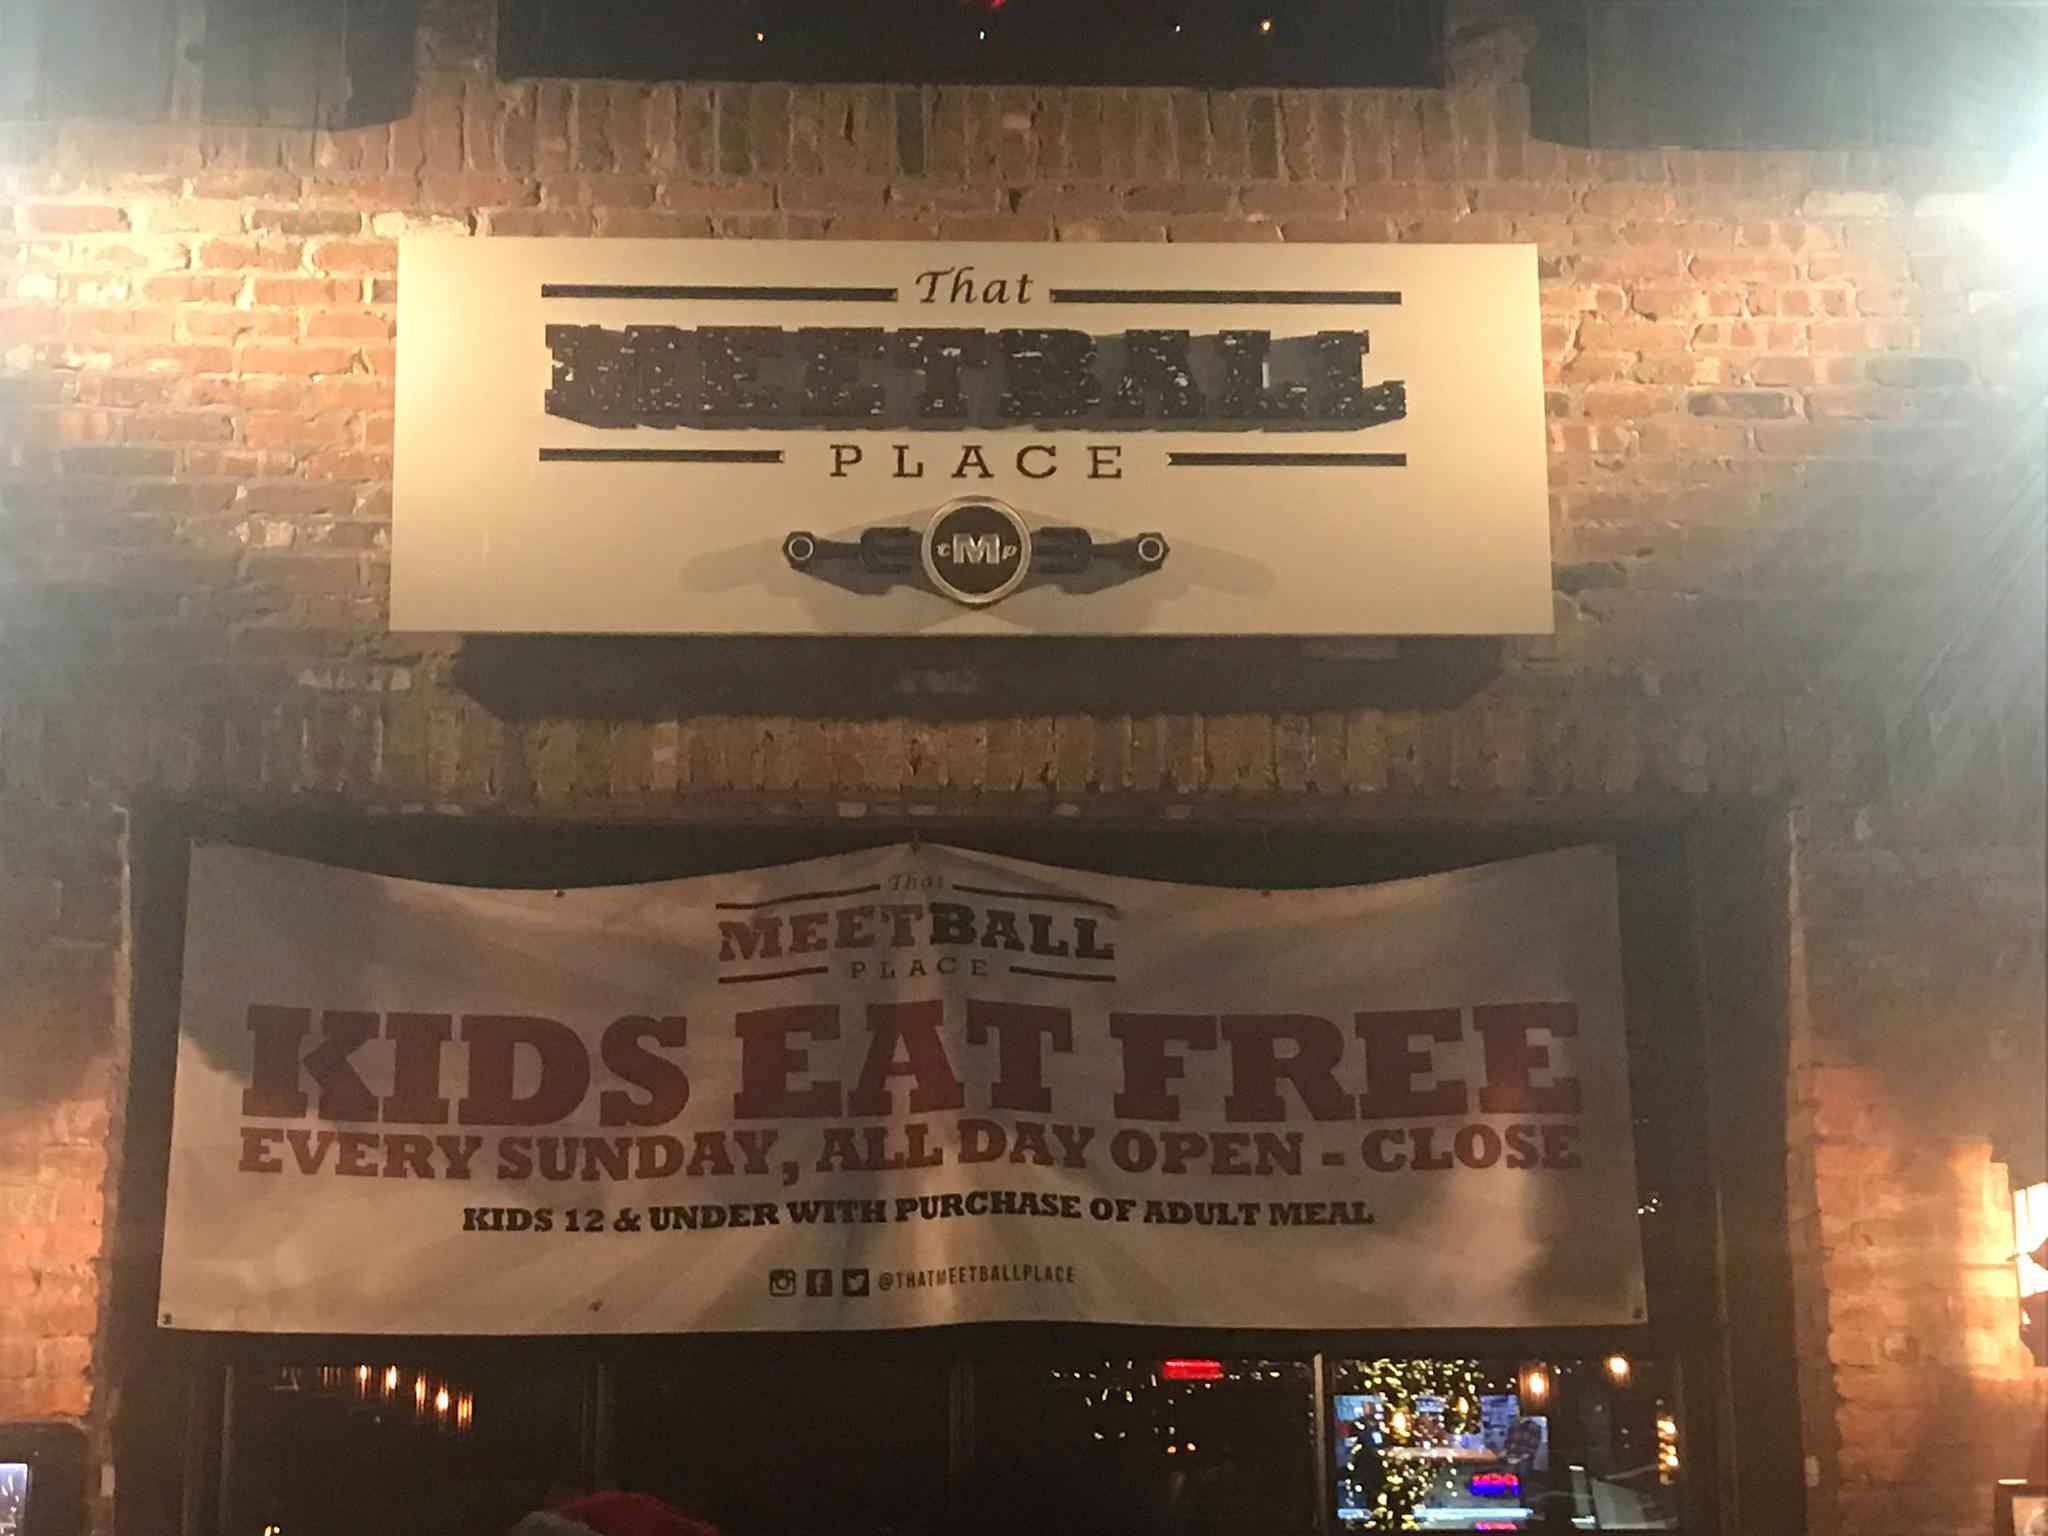 That
MEETBALL
PLACE
tMp
That
MEETBALL
PLACE
KIDS EAT FREE
EVERY SUNDAY, ALL DAY OPEN - CLOSE
KIDS 12 & UNDER WITH PURCHASE OF ADULT MEAL
@THATMEETBALLPLACE